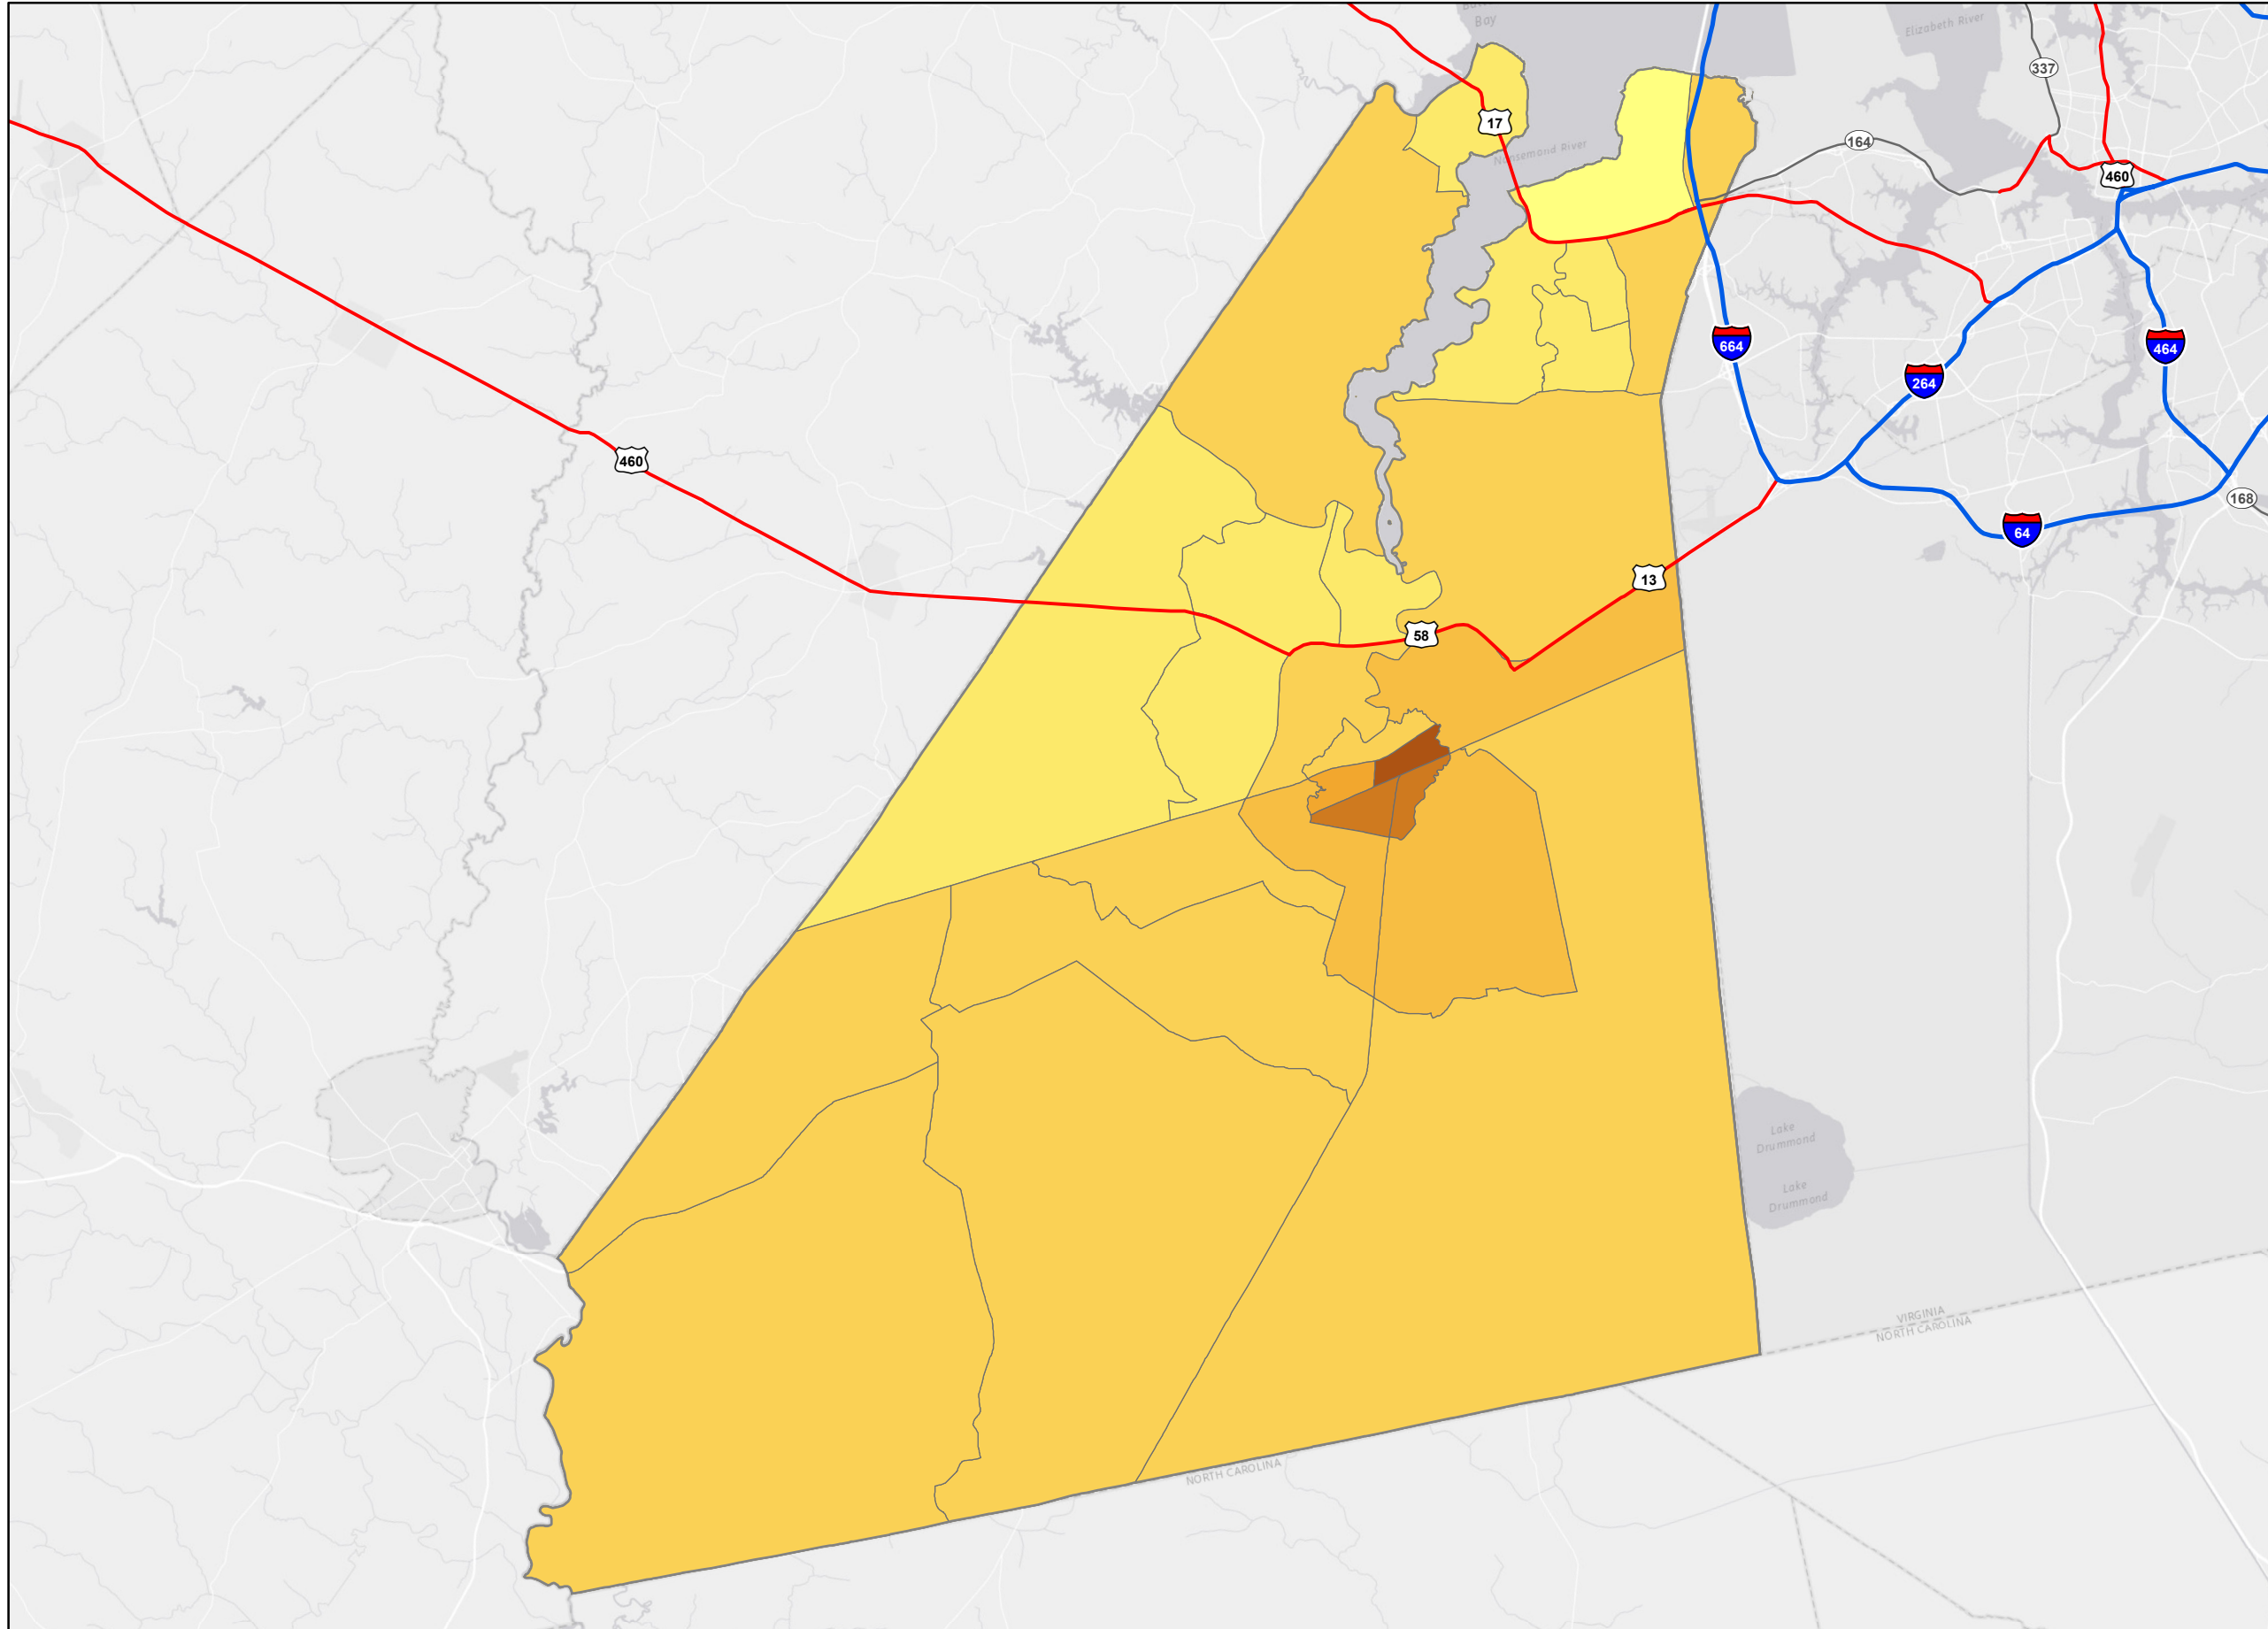 Bay
Elizabeth River
337
17
Nansemond River
164
460
664
464
264
460
168
64
13
58
Lake
Drummond
Lake
Drummond
VIRGINIA
NORTH CAROLINA
NORTH CAROLINA